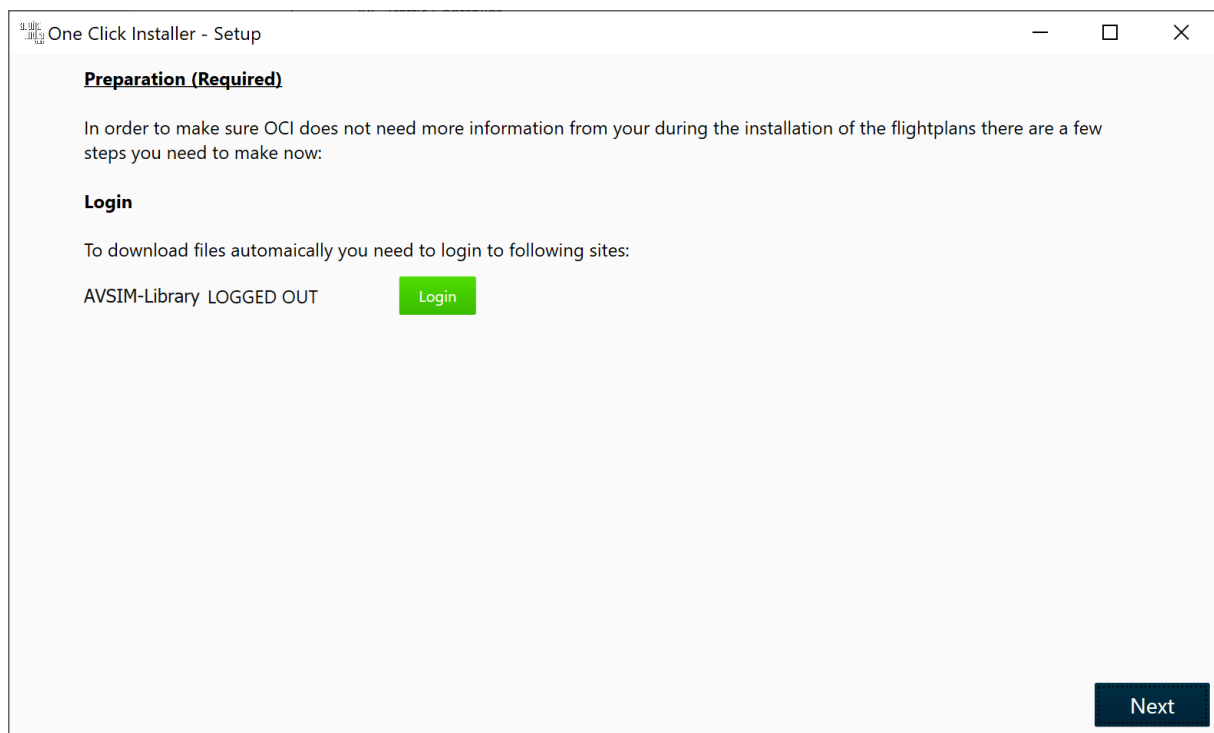 One Click Installer - Setup
Preparation (Required)
In order to make sure OCI does not need more information from your during the installation of the flightplans there are a few
steps you need to make now:
Login
To download files automaically you need to login to following sites:
AVSIM-Library LOGGED OUT Login
Next